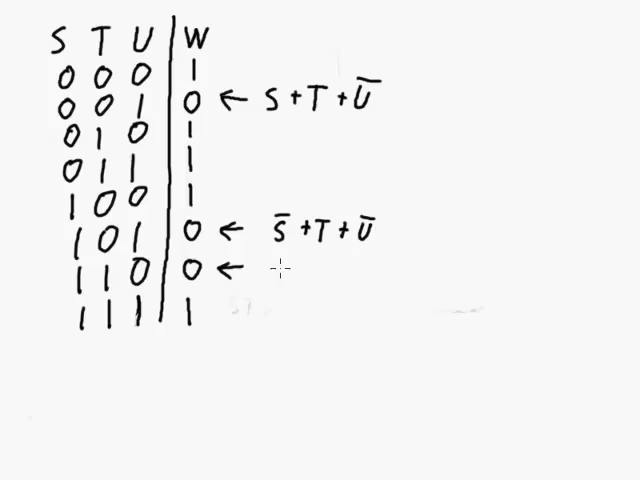 S T U | W
0 0 0 | 1
0 0 1 | 0 ← S + T + U̅
0 1 0 | 1
0 1 1 | 1
1 0 0 | 1
1 0 1 | 0 ← S̅ + T + U̅
1 1 0 | 0 ←
1 1 1 | 1